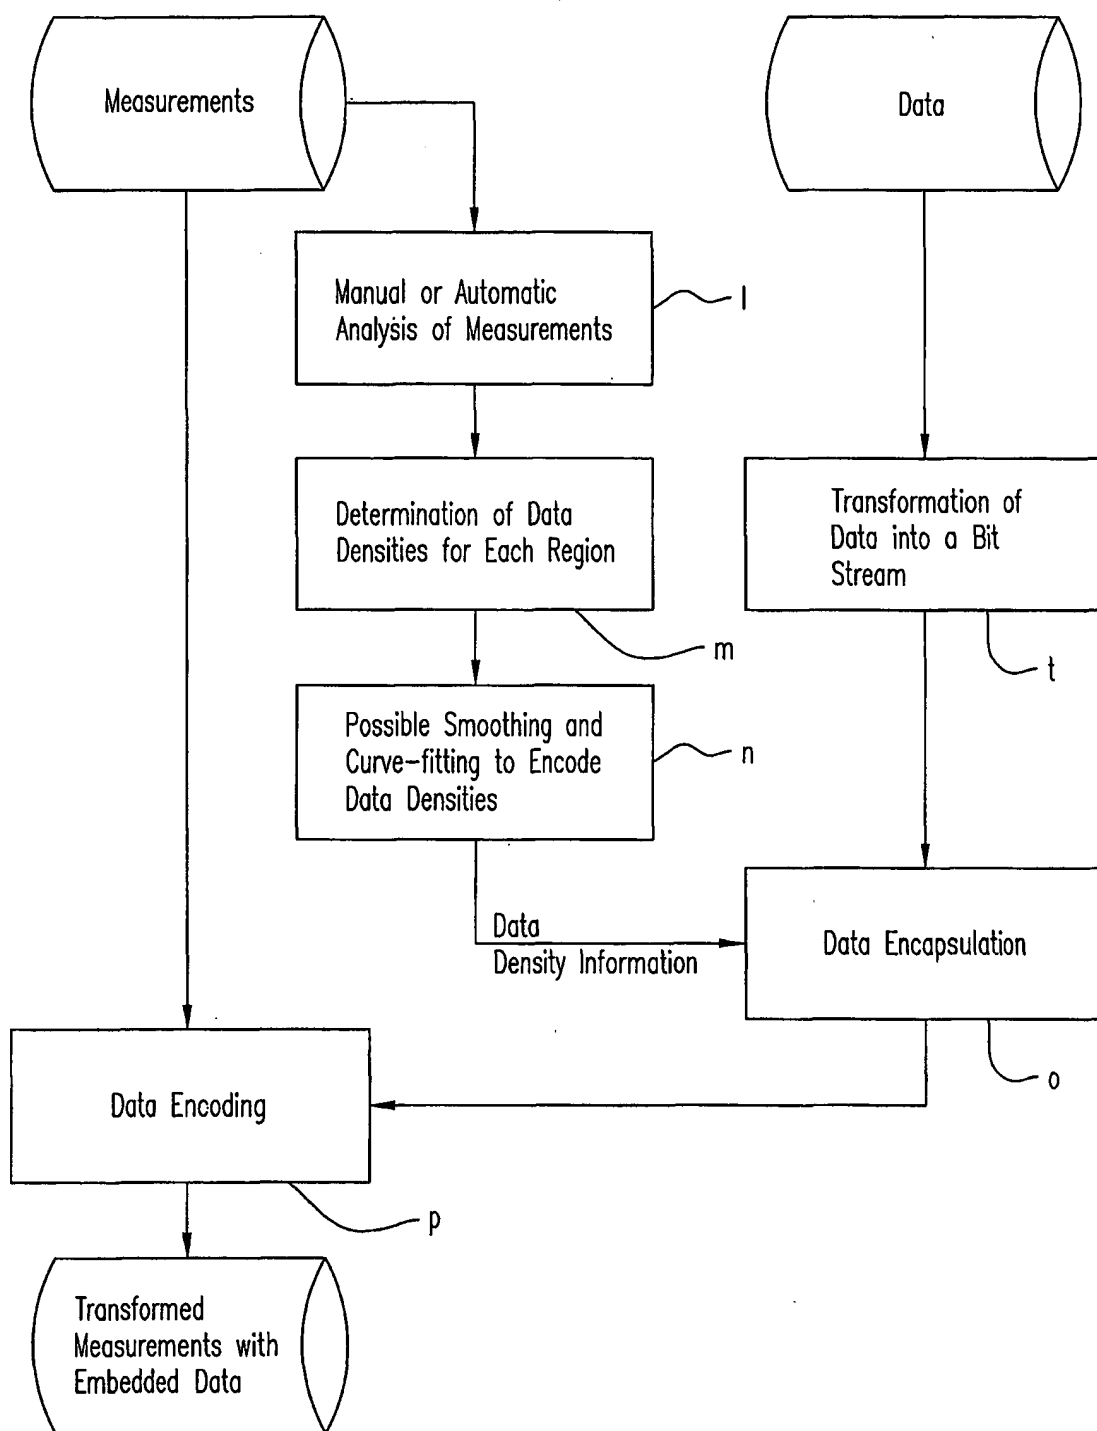 Measurements
Data
Manual or Automatic
Analysis of Measurements
l
Determination of Data
Densities for Each Region
m
Transformation of
Data into a Bit
Stream
t
Possible Smoothing and
Curve-fitting to Encode
Data Densities
n
Data
Density Information
Data Encapsulation
o
Data Encoding
p
Transformed
Measurements with
Embedded Data